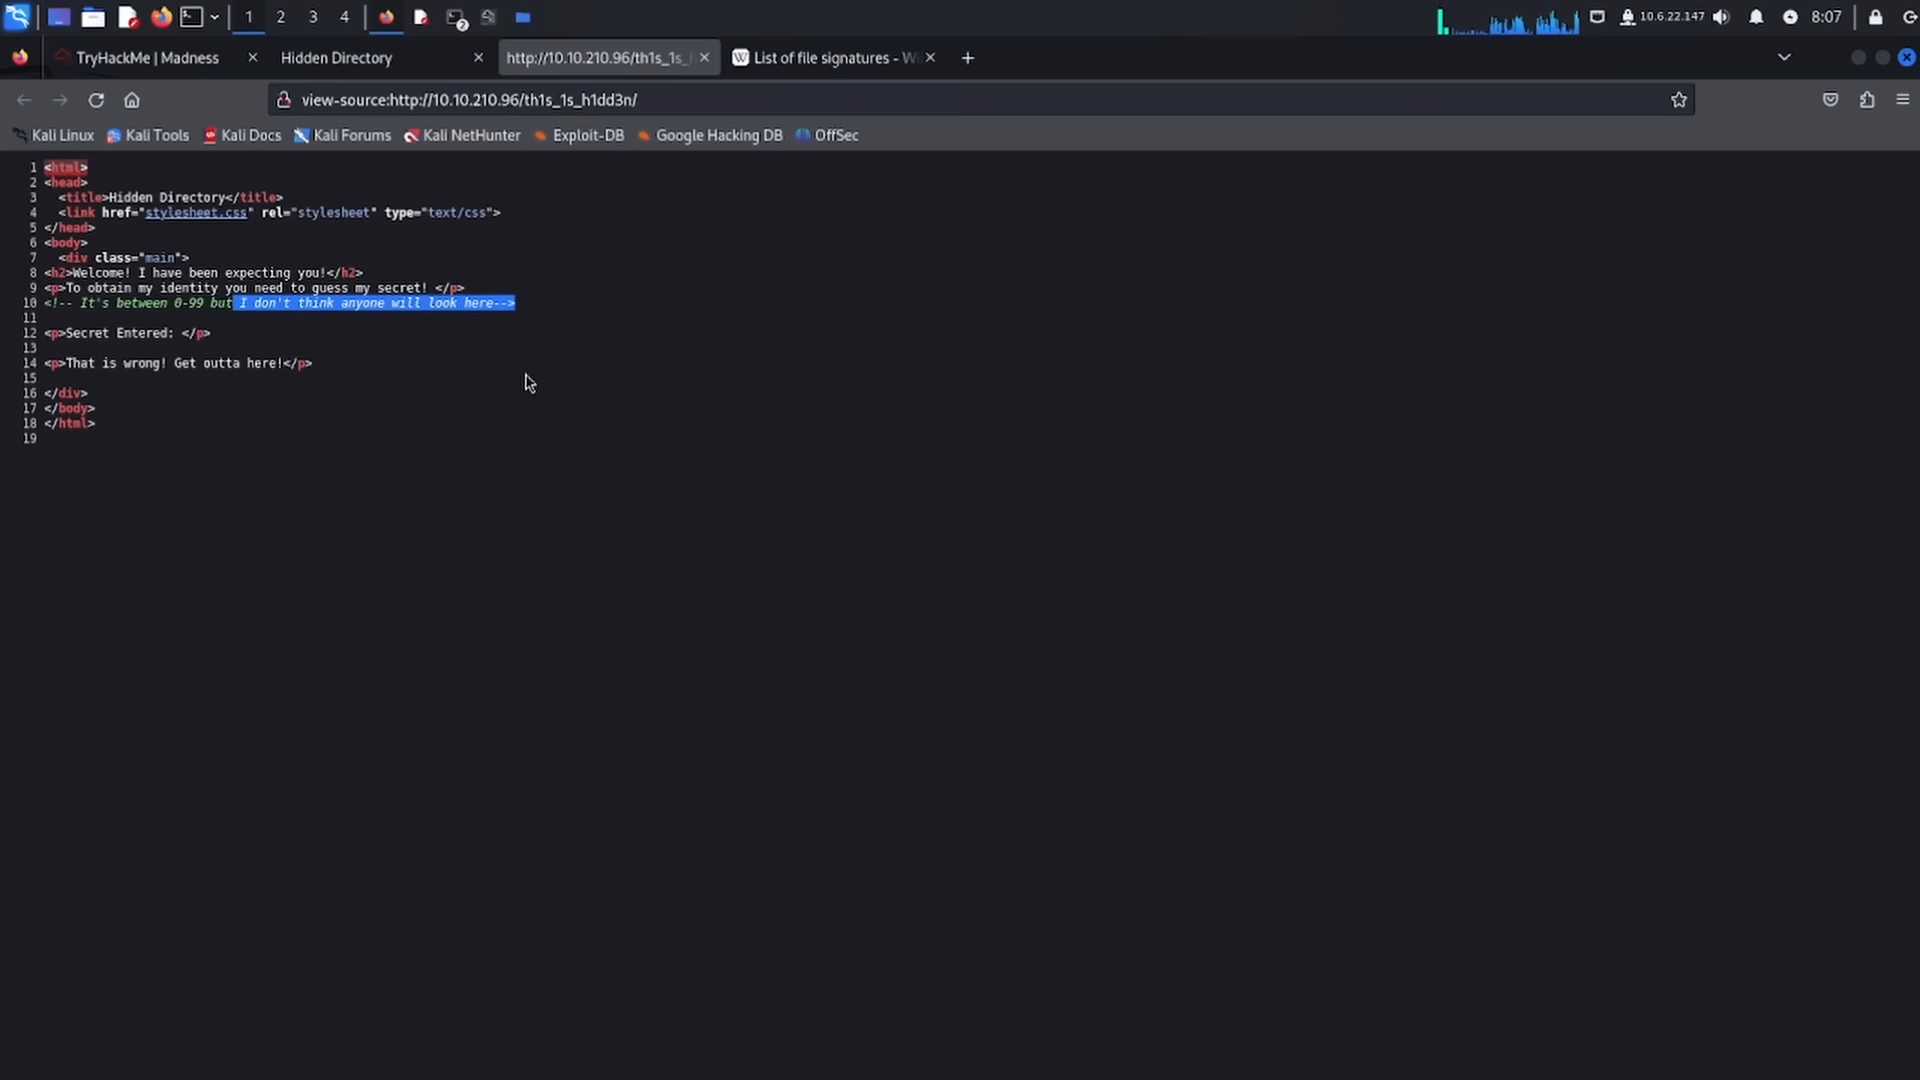 1 2 3 4 2 10.6.22.147 8:07
TryHackMe | Madness Hidden Directory http://10.10.210.96/th1s_1s_ W List of file signatures - Wi
view-source:http://10.10.210.96/th1s_1s_h1dd3n/
Kali Linux Kali Tools Kali Docs Kali Forums Kali NetHunter Exploit-DB Google Hacking DB OffSec
1 <html>
2 <head>
3 <title>Hidden Directory</title>
4 <link href="stylesheet.css" rel="stylesheet" type="text/css">
5 </head>
6 <body>
7 <div class="main">
8 <h2>Welcome! I have been expecting you!</h2>
9 <p>To obtain my identity you need to guess my secret! </p>
10 <!-- It's between 0-99 but I don't think anyone will look here-->
11
12 <p>Secret Entered: </p>
13
14 <p>That is wrong! Get outta here!</p>
15
16 </div>
17 </body>
18 </html>
19